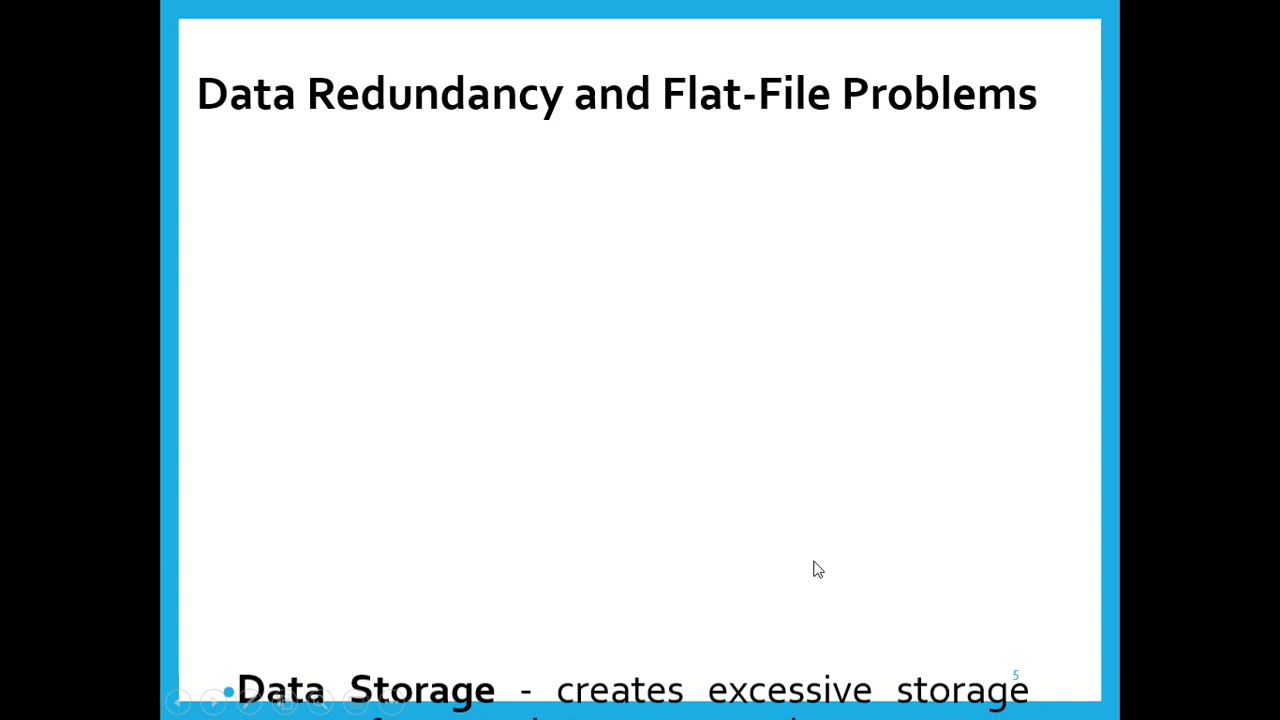 Data Redundancy and Flat-File Problems
5
•Data Storage - creates excessive storage